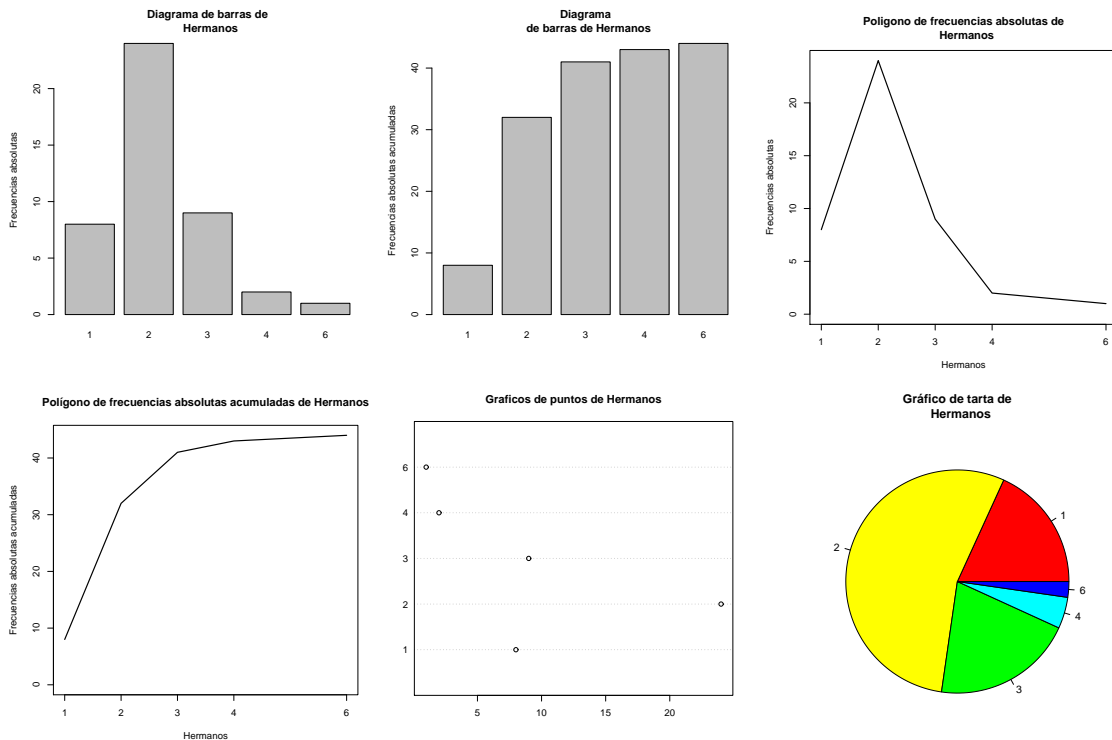 Diagrama de barras de
Hermanos
Frecuencias absolutas
0
5
10
15
20
1 2 3 4 6
Diagrama
de barras de Hermanos
Frecuencias absolutas acumuladas
0
10
20
30
40
1 2 3 4 6
Poligono de frecuencias absolutas de
Hermanos
Frecuencias absolutas
0
5
10
15
20
1 2 3 4 6
Hermanos
Polígono de frecuencias absolutas acumuladas de Hermanos
Frecuencias absolutas acumuladas
0
10
20
30
40
1 2 3 4 6
Hermanos
Graficos de puntos de Hermanos
6
4
3
2
1
5 10 15 20
Gráfico de tarta de
Hermanos
1
2
6
4
3